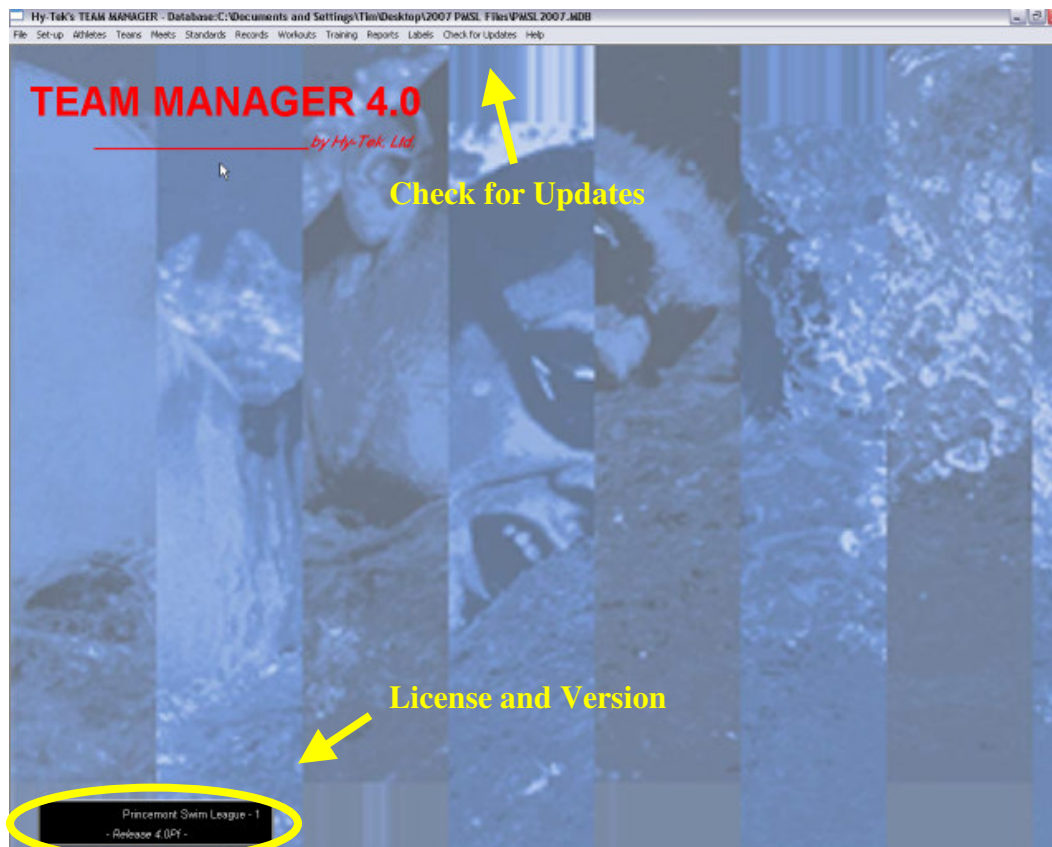 Hy-Tek's TEAM MANAGER - Database:C:\Documents and Settings\Tim\Desktop\2007 PMSL Files\PMSL2007.MDB
File Set-up Athletes Teams Meets Standards Records Workouts Training Reports Labels Check for Updates Help
TEAM MANAGER 4.0
by Hy-Tek, Ltd.
Check for Updates
License and Version
Princemont Swim League - 1
- Release 4.0Pf -